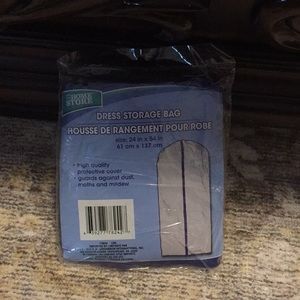 HOME
STORE
DRESS STORAGE BAG
HOUSSE DE RANGEMENT POUR ROBE
size: 24 in x 54 in
61 cm x 137 cm
• high quality
protective cover
• guards against dust,
moths and mildew